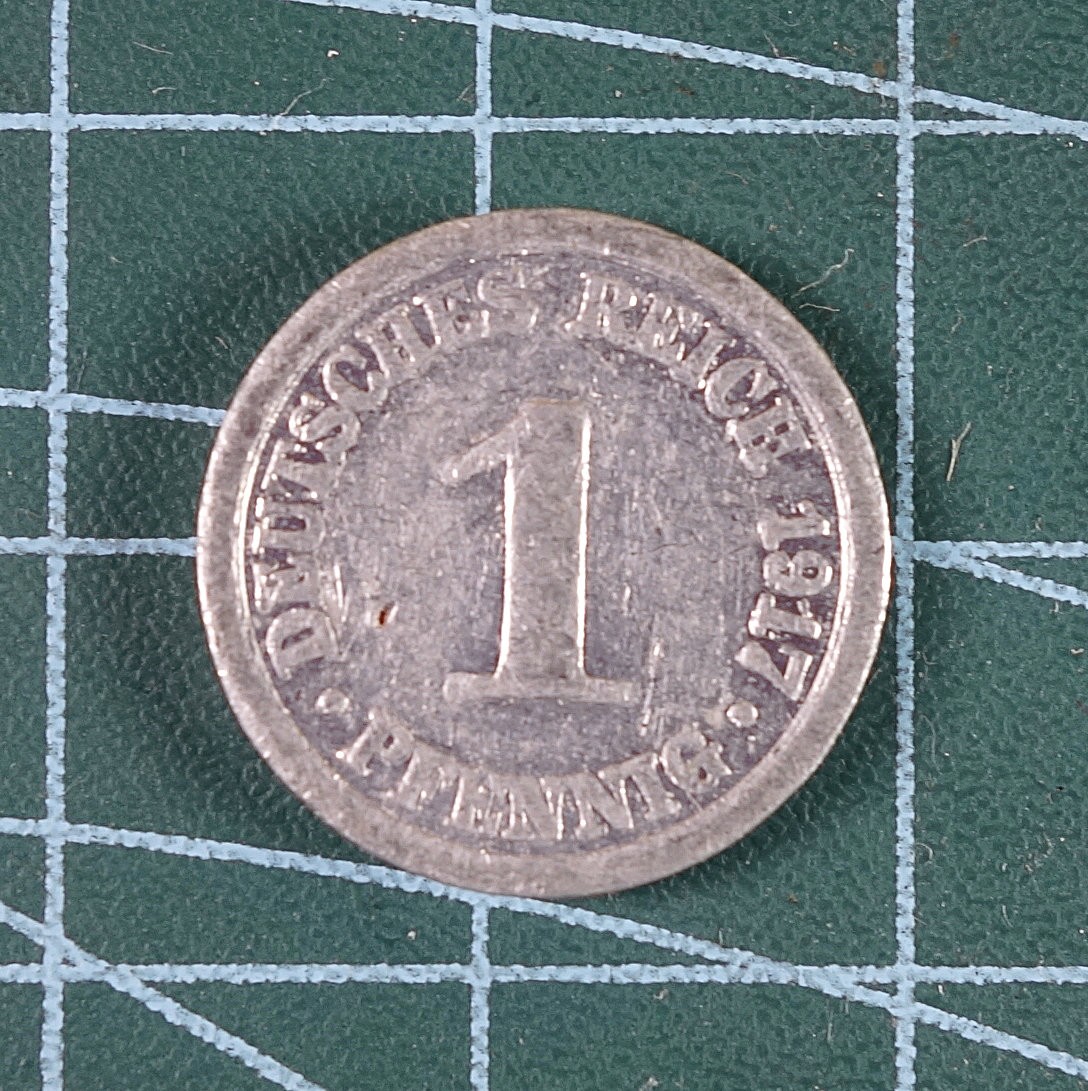 DEUTSCHES REICH 1917
1
• PFENNIG •